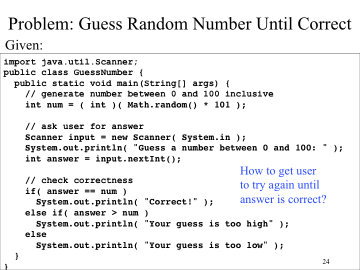 Problem: Guess Random Number Until Correct
Given:
import java.util.Scanner;
public class GuessNumber {
public static void main(String[] args) {
// generate number between 0 and 100 inclusive
int num = ( int )( Math.random() * 101 );
// ask user for answer
Scanner input = new Scanner( System.in );
System.out.println( "Guess a number between 0 and 100: " );
int answer = input.nextInt();
// check correctness
if( answer == num )
System.out.println( "Correct!" );
else if( answer > num )
System.out.println( "Your guess is too high" );
else
System.out.println( "Your guess is too low" );
}
}
How to get user
to try again until
answer is correct?
24